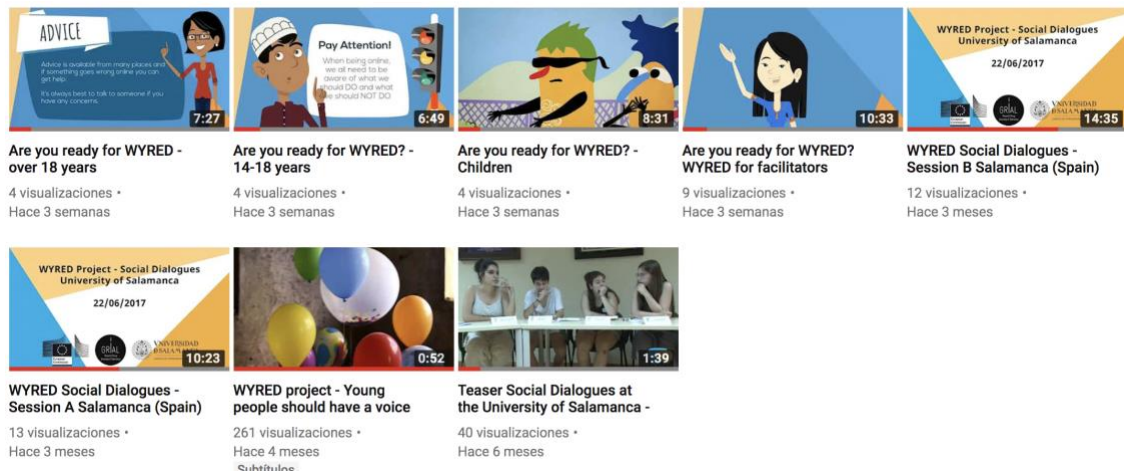 ADVICE
Advice is available from many places and
if something goes wrong online you can
get help.
It's always best to talk to someone if you
have any concerns.
7:27
Pay Attention!
When being online,
we all need to be
aware of what we
should DO and what
we should NOT DO
6:49
8:31
10:33
WYRED Project - Social Dialogues
University of Salamanca
22/06/2017
GRIAL
14:35
Are you ready for WYRED -
over 18 years
4 visualizaciones •
Hace 3 semanas
Are you ready for WYRED? -
14-18 years
4 visualizaciones •
Hace 3 semanas
Are you ready for WYRED? -
Children
4 visualizaciones •
Hace 3 semanas
Are you ready for WYRED?
WYRED for facilitators
9 visualizaciones •
Hace 3 semanas
WYRED Social Dialogues -
Session B Salamanca (Spain)
12 visualizaciones •
Hace 3 meses
WYRED Project - Social Dialogues
University of Salamanca
22/06/2017
GRIAL
10:23
0:52
1:39
WYRED Social Dialogues -
Session A Salamanca (Spain)
13 visualizaciones •
Hace 3 meses
WYRED project - Young
people should have a voice
261 visualizaciones •
Hace 4 meses
Subtítulos
Teaser Social Dialogues at
the University of Salamanca -
40 visualizaciones •
Hace 6 meses